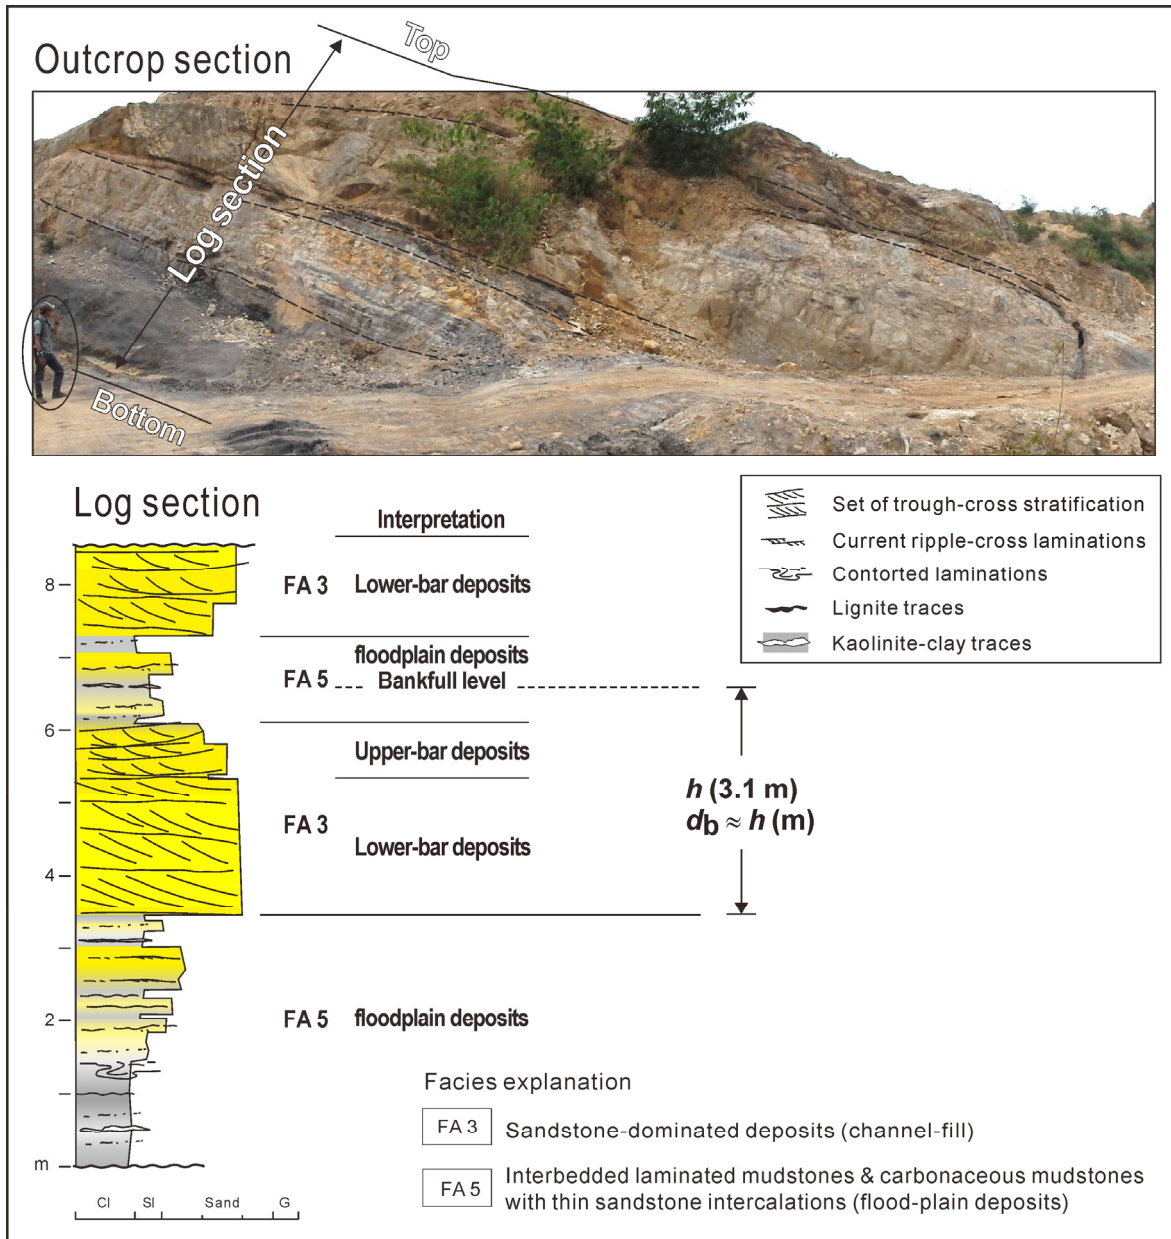 Outcrop section
Top
Log section
Bottom
Log section
Interpretation
Set of trough-cross stratification
Current ripple-cross laminations
Contorted laminations
Lignite traces
Kaolinite-clay traces
8
FA 3
Lower-bar deposits
floodplain deposits
FA 5
Bankfull level
6
Upper-bar deposits
h (3.1 m)
db ≈ h (m)
FA 3
Lower-bar deposits
4
2
FA 5
floodplain deposits
Facies explanation
FA 3
Sandstone-dominated deposits (channel-fill)
m
FA 5
Interbedded laminated mudstones & carbonaceous mudstones
with thin sandstone intercalations (flood-plain deposits)
Cl Sl Sand G